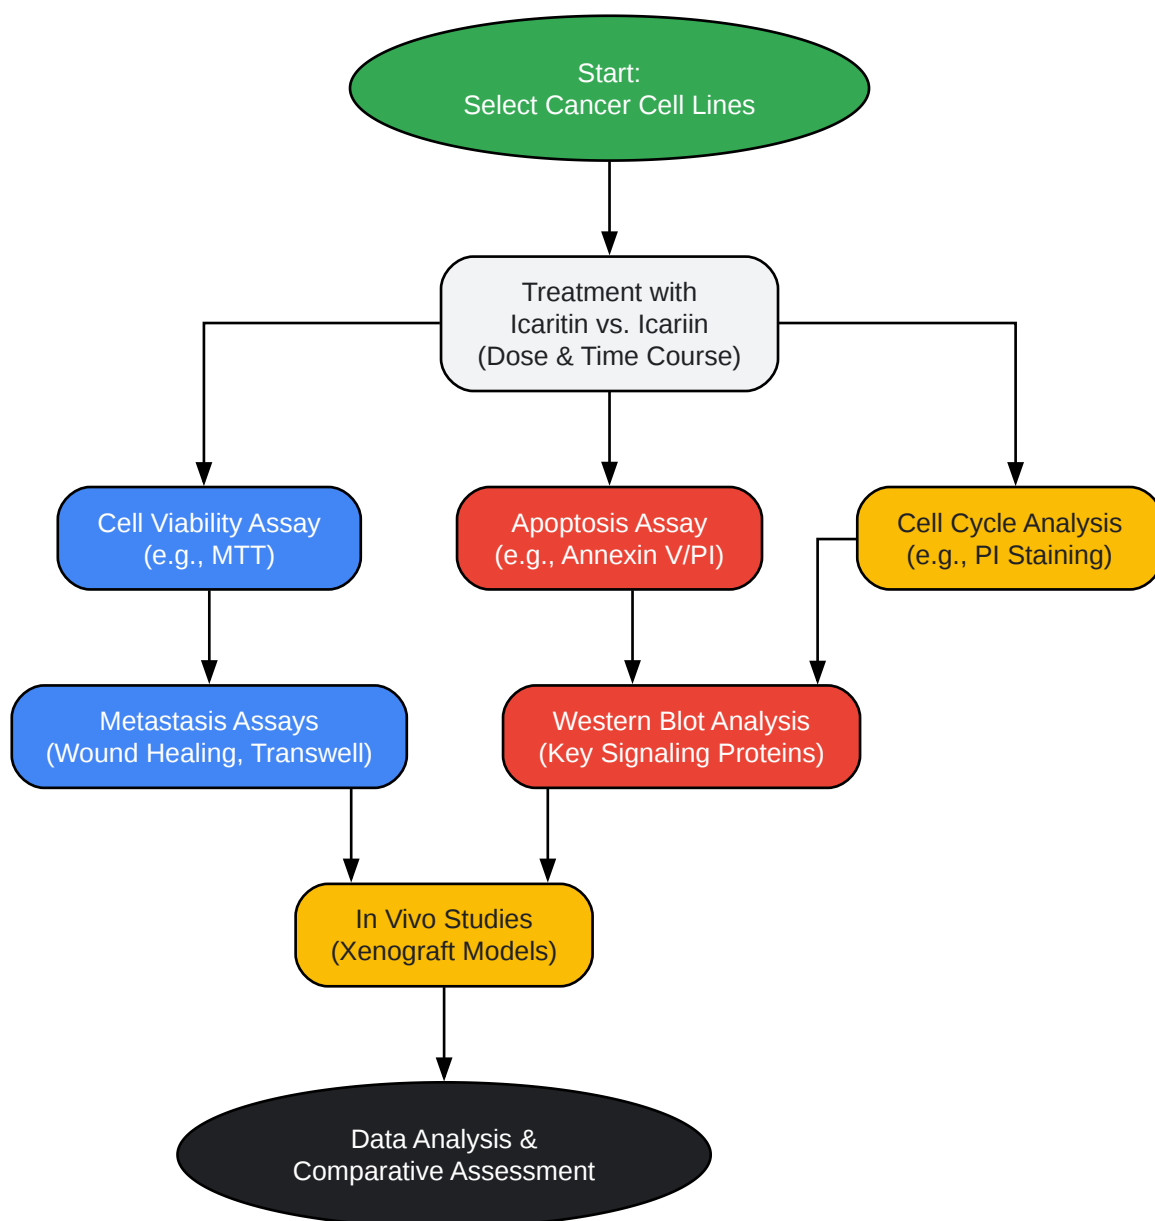 Start:
Select Cancer Cell Lines
Treatment with
Icaritin vs. Icariin
(Dose & Time Course)
Cell Viability Assay
(e.g., MTT)
Apoptosis Assay
(e.g., Annexin V/PI)
Cell Cycle Analysis
(e.g., PI Staining)
Metastasis Assays
(Wound Healing, Transwell)
Western Blot Analysis
(Key Signaling Proteins)
In Vivo Studies
(Xenograft Models)
Data Analysis &
Comparative Assessment